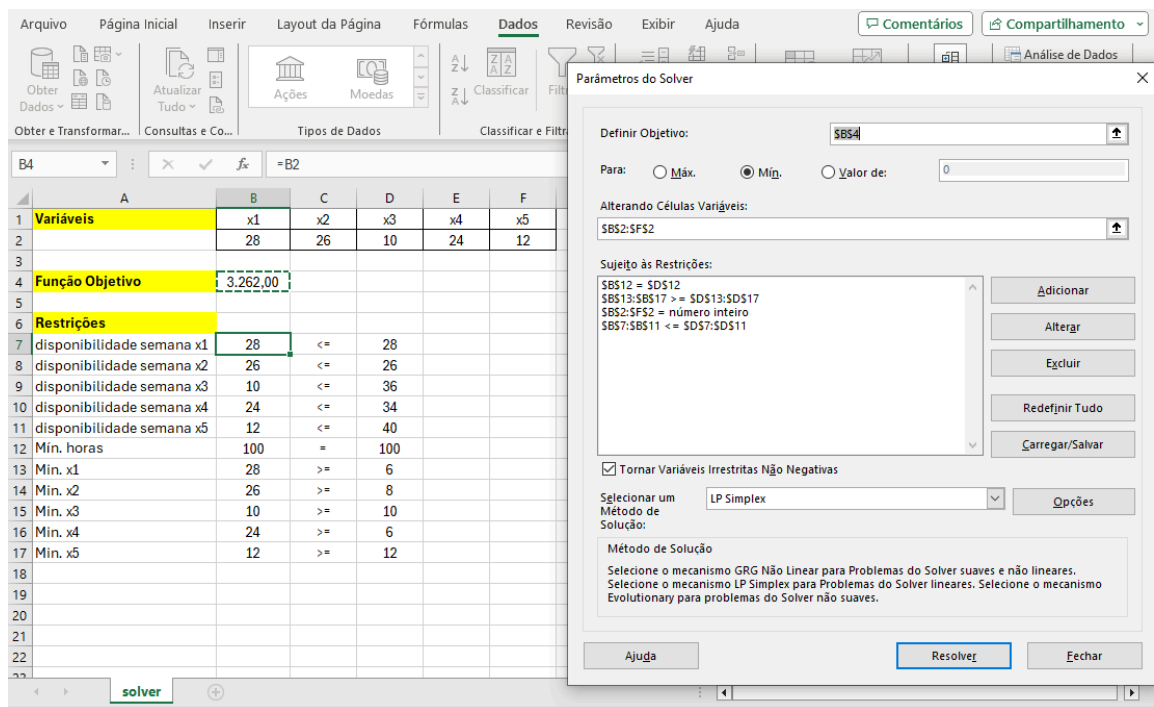 Arquivo Página Inicial Inserir Layout da Página Fórmulas Dados Revisão Exibir Ajuda Comentários Compartilhamento
Obter Dados
Atualizar Tudo
Ações Moedas
Classificar
Análise de Dados
Obter e Transformar... Consultas e Co... Tipos de Dados Classificar e Filtr
B4 fx =B2
A B C D E F
1 Variáveis x1 x2 x3 x4 x5
2 28 26 10 24 12
3
4 Função Objetivo 3.262,00
5
6 Restrições
7 disponibilidade semana x1 28 <= 28
8 disponibilidade semana x2 26 <= 26
9 disponibilidade semana x3 10 <= 36
10 disponibilidade semana x4 24 <= 34
11 disponibilidade semana x5 12 <= 40
12 Mín. horas 100 = 100
13 Min. x1 28 >= 6
14 Min. x2 26 >= 8
15 Min. x3 10 >= 10
16 Min. x4 24 >= 6
17 Min. x5 12 >= 12
18
19
20
21
22
solver
Parâmetros do Solver
Definir Objetivo: $B$4
Para: Máx. Mín. Valor de: 0
Alterando Células Variáveis:
$B$2:$F$2
Sujeito às Restrições:
$B$12 = $D$12
$B$13:$B$17 >= $D$13:$D$17
$B$2:$F$2 = número inteiro
$B$7:$B$11 <= $D$7:$D$11
Adicionar
Alterar
Excluir
Redefinir Tudo
Carregar/Salvar
Tornar Variáveis Irrestritas Não Negativas
Selecionar um Método de Solução: LP Simplex Opções
Método de Solução
Selecione o mecanismo GRG Não Linear para Problemas do Solver suaves e não lineares.
Selecione o mecanismo LP Simplex para Problemas do Solver lineares. Selecione o mecanismo
Evolutionary para problemas do Solver não suaves.
Ajuda Resolver Fechar